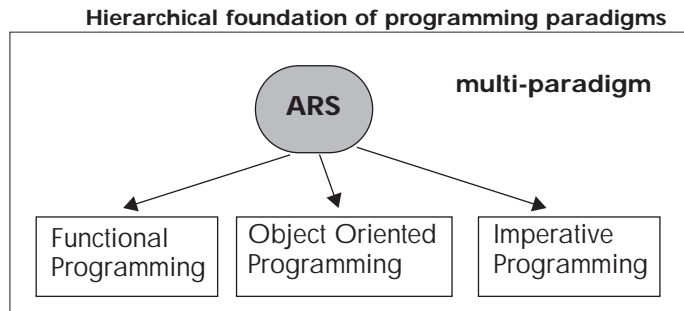 Hierarchical foundation of programming paradigms
multi-paradigm
ARS
Functional
Programming
Object Oriented
Programming
Imperative
Programming